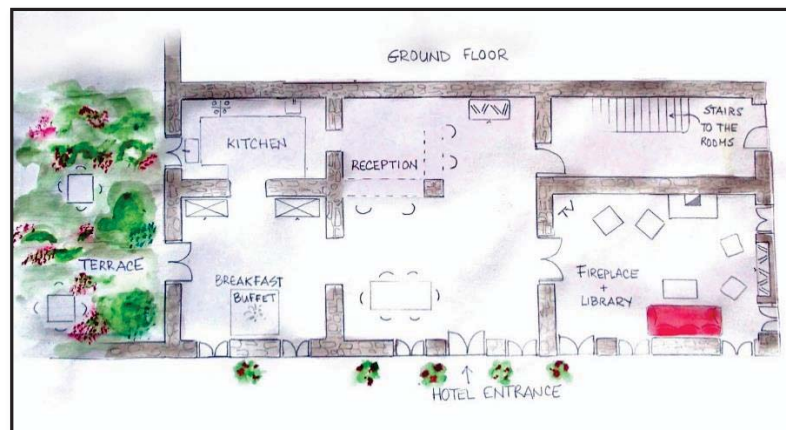 GROUND FLOOR
KITCHEN
RECEPTION
STAIRS
TO THE
ROOMS
TERRACE
BREAKFAST
BUFFET
FIREPLACE
+
LIBRARY
HOTEL ENTRANCE